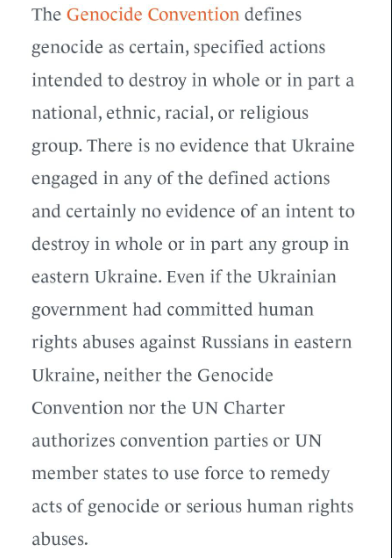 The Genocide Convention defines
genocide as certain, specified actions
intended to destroy in whole or in part a
national, ethnic, racial, or religious
group. There is no evidence that Ukraine
engaged in any of the defined actions
and certainly no evidence of an intent to
destroy in whole or in part any group in
eastern Ukraine. Even if the Ukrainian
government had committed human
rights abuses against Russians in eastern
Ukraine, neither the Genocide
Convention nor the UN Charter
authorizes convention parties or UN
member states to use force to remedy
acts of genocide or serious human rights
abuses.